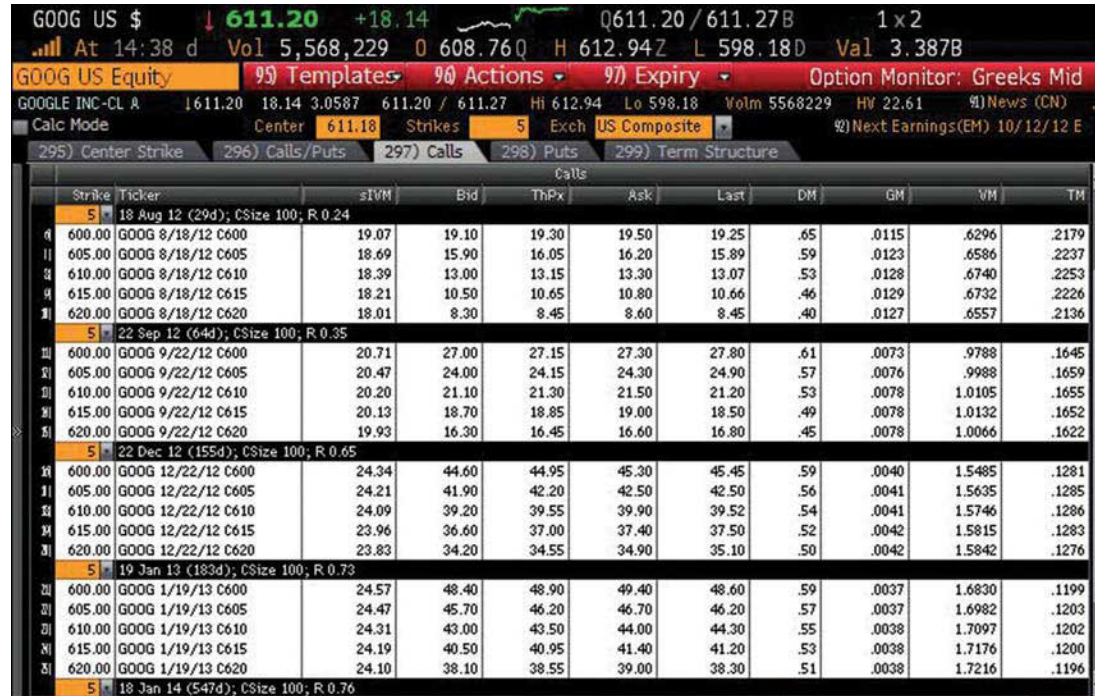 GOOG US $ ↓ 611.20 +18.14 Q611.20 / 611.27B 1 x 2
At 14:38 d Vol 5,568,229 O 608.76Q H 612.94Z L 598.18D Val 3.387B
GOOG US Equity 95) Templates 96) Actions 97) Expiry Option Monitor: Greeks Mid
GOOGLE INC-CL A ↓611.20 18.14 3.0587 611.20 / 611.27 Hi 612.94 Lo 598.18 Volm 5568229 HV 22.61 91) News (CN)
Calc Mode Center 611.18 Strikes 5 Exch US Composite 92) Next Earnings(EM) 10/12/12 E
295) Center Strike 296) Calls/Puts 297) Calls 298) Puts 299) Term Structure
Calls
Strike Ticker sIVM Bid ThPx Ask Last DM GM VM TM
5 18 Aug 12 (29d); CSize 100; R 0.24
600.00 GOOG 8/18/12 C600 19.07 19.10 19.30 19.50 19.25 .65 .0115 .6296 .2179
605.00 GOOG 8/18/12 C605 18.69 15.90 16.05 16.20 15.89 .59 .0123 .6586 .2237
610.00 GOOG 8/18/12 C610 18.39 13.00 13.15 13.30 13.07 .53 .0128 .6740 .2253
615.00 GOOG 8/18/12 C615 18.21 10.50 10.65 10.80 10.66 .46 .0129 .6732 .2226
620.00 GOOG 8/18/12 C620 18.01 8.30 8.45 8.60 8.45 .40 .0127 .6557 .2136
5 22 Sep 12 (64d); CSize 100; R 0.35
600.00 GOOG 9/22/12 C600 20.71 27.00 27.15 27.30 27.80 .61 .0073 .9788 .1645
605.00 GOOG 9/22/12 C605 20.47 24.00 24.15 24.30 24.90 .57 .0076 .9988 .1659
610.00 GOOG 9/22/12 C610 20.20 21.10 21.30 21.50 21.20 .53 .0078 1.0105 .1655
615.00 GOOG 9/22/12 C615 20.13 18.70 18.85 19.00 18.50 .49 .0078 1.0132 .1652
620.00 GOOG 9/22/12 C620 19.93 16.30 16.45 16.60 16.80 .45 .0078 1.0066 .1622
5 22 Dec 12 (155d); CSize 100; R 0.65
600.00 GOOG 12/22/12 C600 24.34 44.60 44.95 45.30 45.45 .59 .0040 1.5485 .1281
605.00 GOOG 12/22/12 C605 24.21 41.90 42.20 42.50 42.50 .56 .0041 1.5635 .1285
610.00 GOOG 12/22/12 C610 24.09 39.20 39.55 39.90 39.52 .54 .0041 1.5746 .1286
615.00 GOOG 12/22/12 C615 23.96 36.60 37.00 37.40 37.50 .52 .0042 1.5815 .1283
620.00 GOOG 12/22/12 C620 23.83 34.20 34.55 34.90 35.10 .50 .0042 1.5842 .1276
5 19 Jan 13 (183d); CSize 100; R 0.73
600.00 GOOG 1/19/13 C600 24.57 48.40 48.90 49.40 48.60 .59 .0037 1.6830 .1199
605.00 GOOG 1/19/13 C605 24.47 45.70 46.20 46.70 46.20 .57 .0037 1.6982 .1203
610.00 GOOG 1/19/13 C610 24.31 43.00 43.50 44.00 44.30 .55 .0038 1.7097 .1202
615.00 GOOG 1/19/13 C615 24.19 40.50 40.95 41.40 41.20 .53 .0038 1.7176 .1200
620.00 GOOG 1/19/13 C620 24.10 38.10 38.55 39.00 38.30 .51 .0038 1.7216 .1196
5 18 Jan 14 (547d); CSize 100; R 0.76